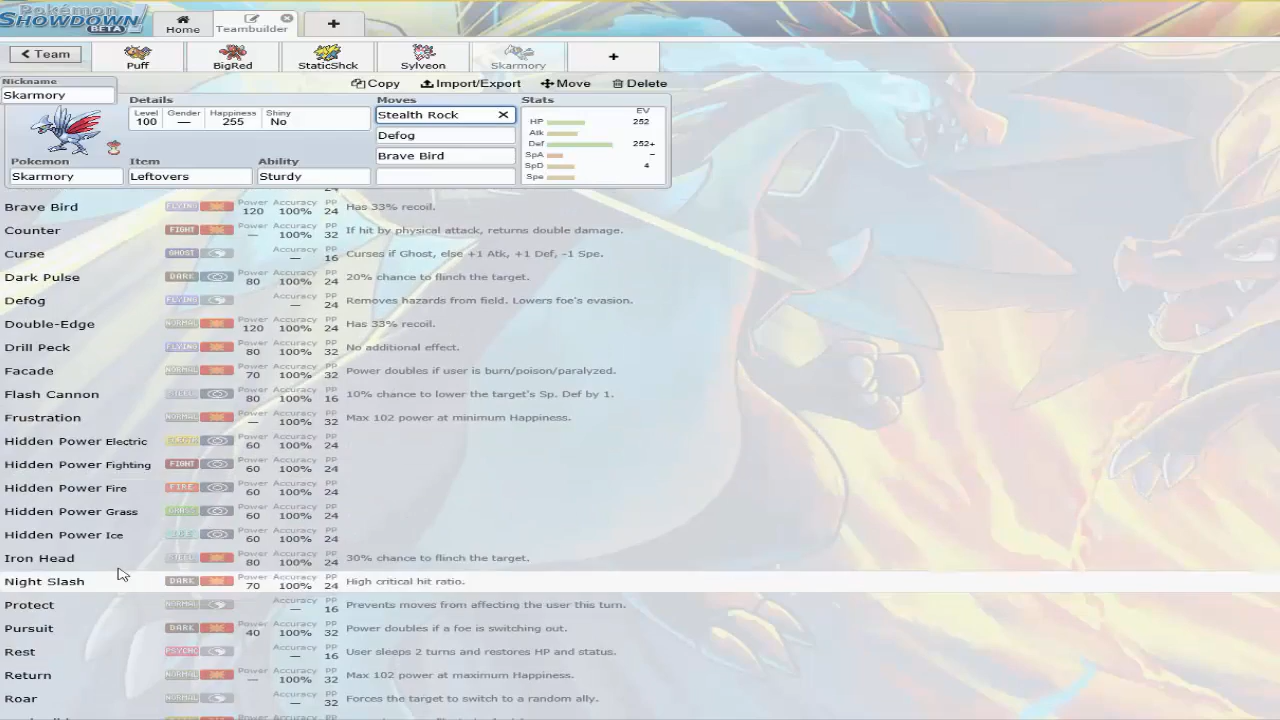 Pokémon
SHOWDOWN
BETA
Home
Teambuilder
+
< Team
Puff
BigRed
StaticShck
Sylveon
Skarmory
+
Nickname
Skarmory
Copy
Import/Export
Move
Delete
Details
Level
100
Gender
—
Happiness
255
Shiny
No
Pokemon
Skarmory
Item
Leftovers
Ability
Sturdy
Moves
Stealth Rock
Defog
Brave Bird
Stats
EV
HP 252
Atk
Def 252+
SpA –
SpD 4
Spe
24
Brave Bird FLYING Power 120 Accuracy 100% PP 24 Has 33% recoil.
Counter FIGHT Power — Accuracy 100% PP 32 If hit by physical attack, returns double damage.
Curse GHOST Accuracy — PP 16 Curses if Ghost, else +1 Atk, +1 Def, -1 Spe.
Dark Pulse DARK Power 80 Accuracy 100% PP 24 20% chance to flinch the target.
Defog FLYING Accuracy — PP 24 Removes hazards from field. Lowers foe's evasion.
Double-Edge NORMAL Power 120 Accuracy 100% PP 24 Has 33% recoil.
Drill Peck FLYING Power 80 Accuracy 100% PP 32 No additional effect.
Facade NORMAL Power 70 Accuracy 100% PP 32 Power doubles if user is burn/poison/paralyzed.
Flash Cannon STEEL Power 80 Accuracy 100% PP 16 10% chance to lower the target's Sp. Def by 1.
Frustration NORMAL Power — Accuracy 100% PP 32 Max 102 power at minimum Happiness.
Hidden Power Electric ELECTR Power 60 Accuracy 100% PP 24
Hidden Power Fighting FIGHT Power 60 Accuracy 100% PP 24
Hidden Power Fire FIRE Power 60 Accuracy 100% PP 24
Hidden Power Grass GRASS Power 60 Accuracy 100% PP 24
Hidden Power Ice ICE Power 60 Accuracy 100% PP 24
Iron Head STEEL Power 80 Accuracy 100% PP 24 30% chance to flinch the target.
Night Slash DARK Power 70 Accuracy 100% PP 24 High critical hit ratio.
Protect NORMAL Accuracy — PP 16 Prevents moves from affecting the user this turn.
Pursuit DARK Power 40 Accuracy 100% PP 32 Power doubles if a foe is switching out.
Rest PSYCHC Accuracy — PP 16 User sleeps 2 turns and restores HP and status.
Return NORMAL Power — Accuracy 100% PP 32 Max 102 power at maximum Happiness.
Roar NORMAL Accuracy — PP 32 Forces the target to switch to a random ally.